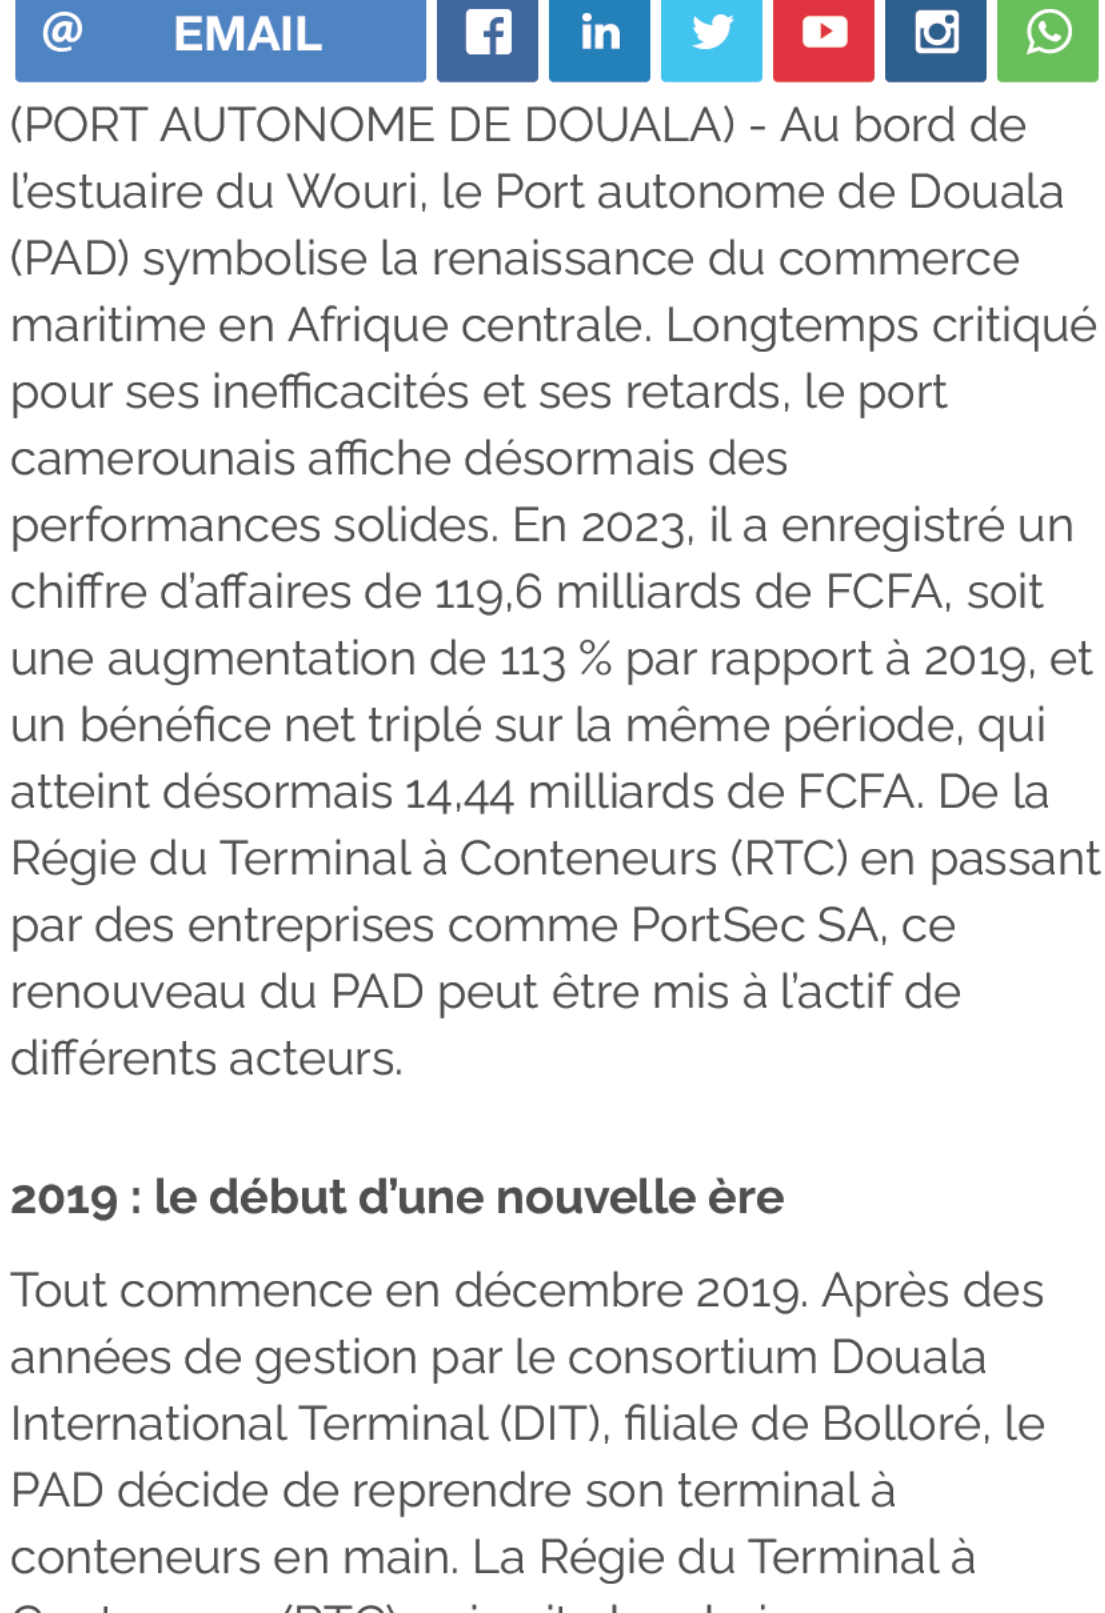 @ EMAIL
(PORT AUTONOME DE DOUALA) - Au bord de
l’estuaire du Wouri, le Port autonome de Douala
(PAD) symbolise la renaissance du commerce
maritime en Afrique centrale. Longtemps critiqué
pour ses inefficacités et ses retards, le port
camerounais affiche désormais des
performances solides. En 2023, il a enregistré un
chiffre d’affaires de 119,6 milliards de FCFA, soit
une augmentation de 113 % par rapport à 2019, et
un bénéfice net triplé sur la même période, qui
atteint désormais 14,44 milliards de FCFA. De la
Régie du Terminal à Conteneurs (RTC) en passant
par des entreprises comme PortSec SA, ce
renouveau du PAD peut être mis à l’actif de
différents acteurs.
2019 : le début d’une nouvelle ère
Tout commence en décembre 2019. Après des
années de gestion par le consortium Douala
International Terminal (DIT), filiale de Bolloré, le
PAD décide de reprendre son terminal à
conteneurs en main. La Régie du Terminal à